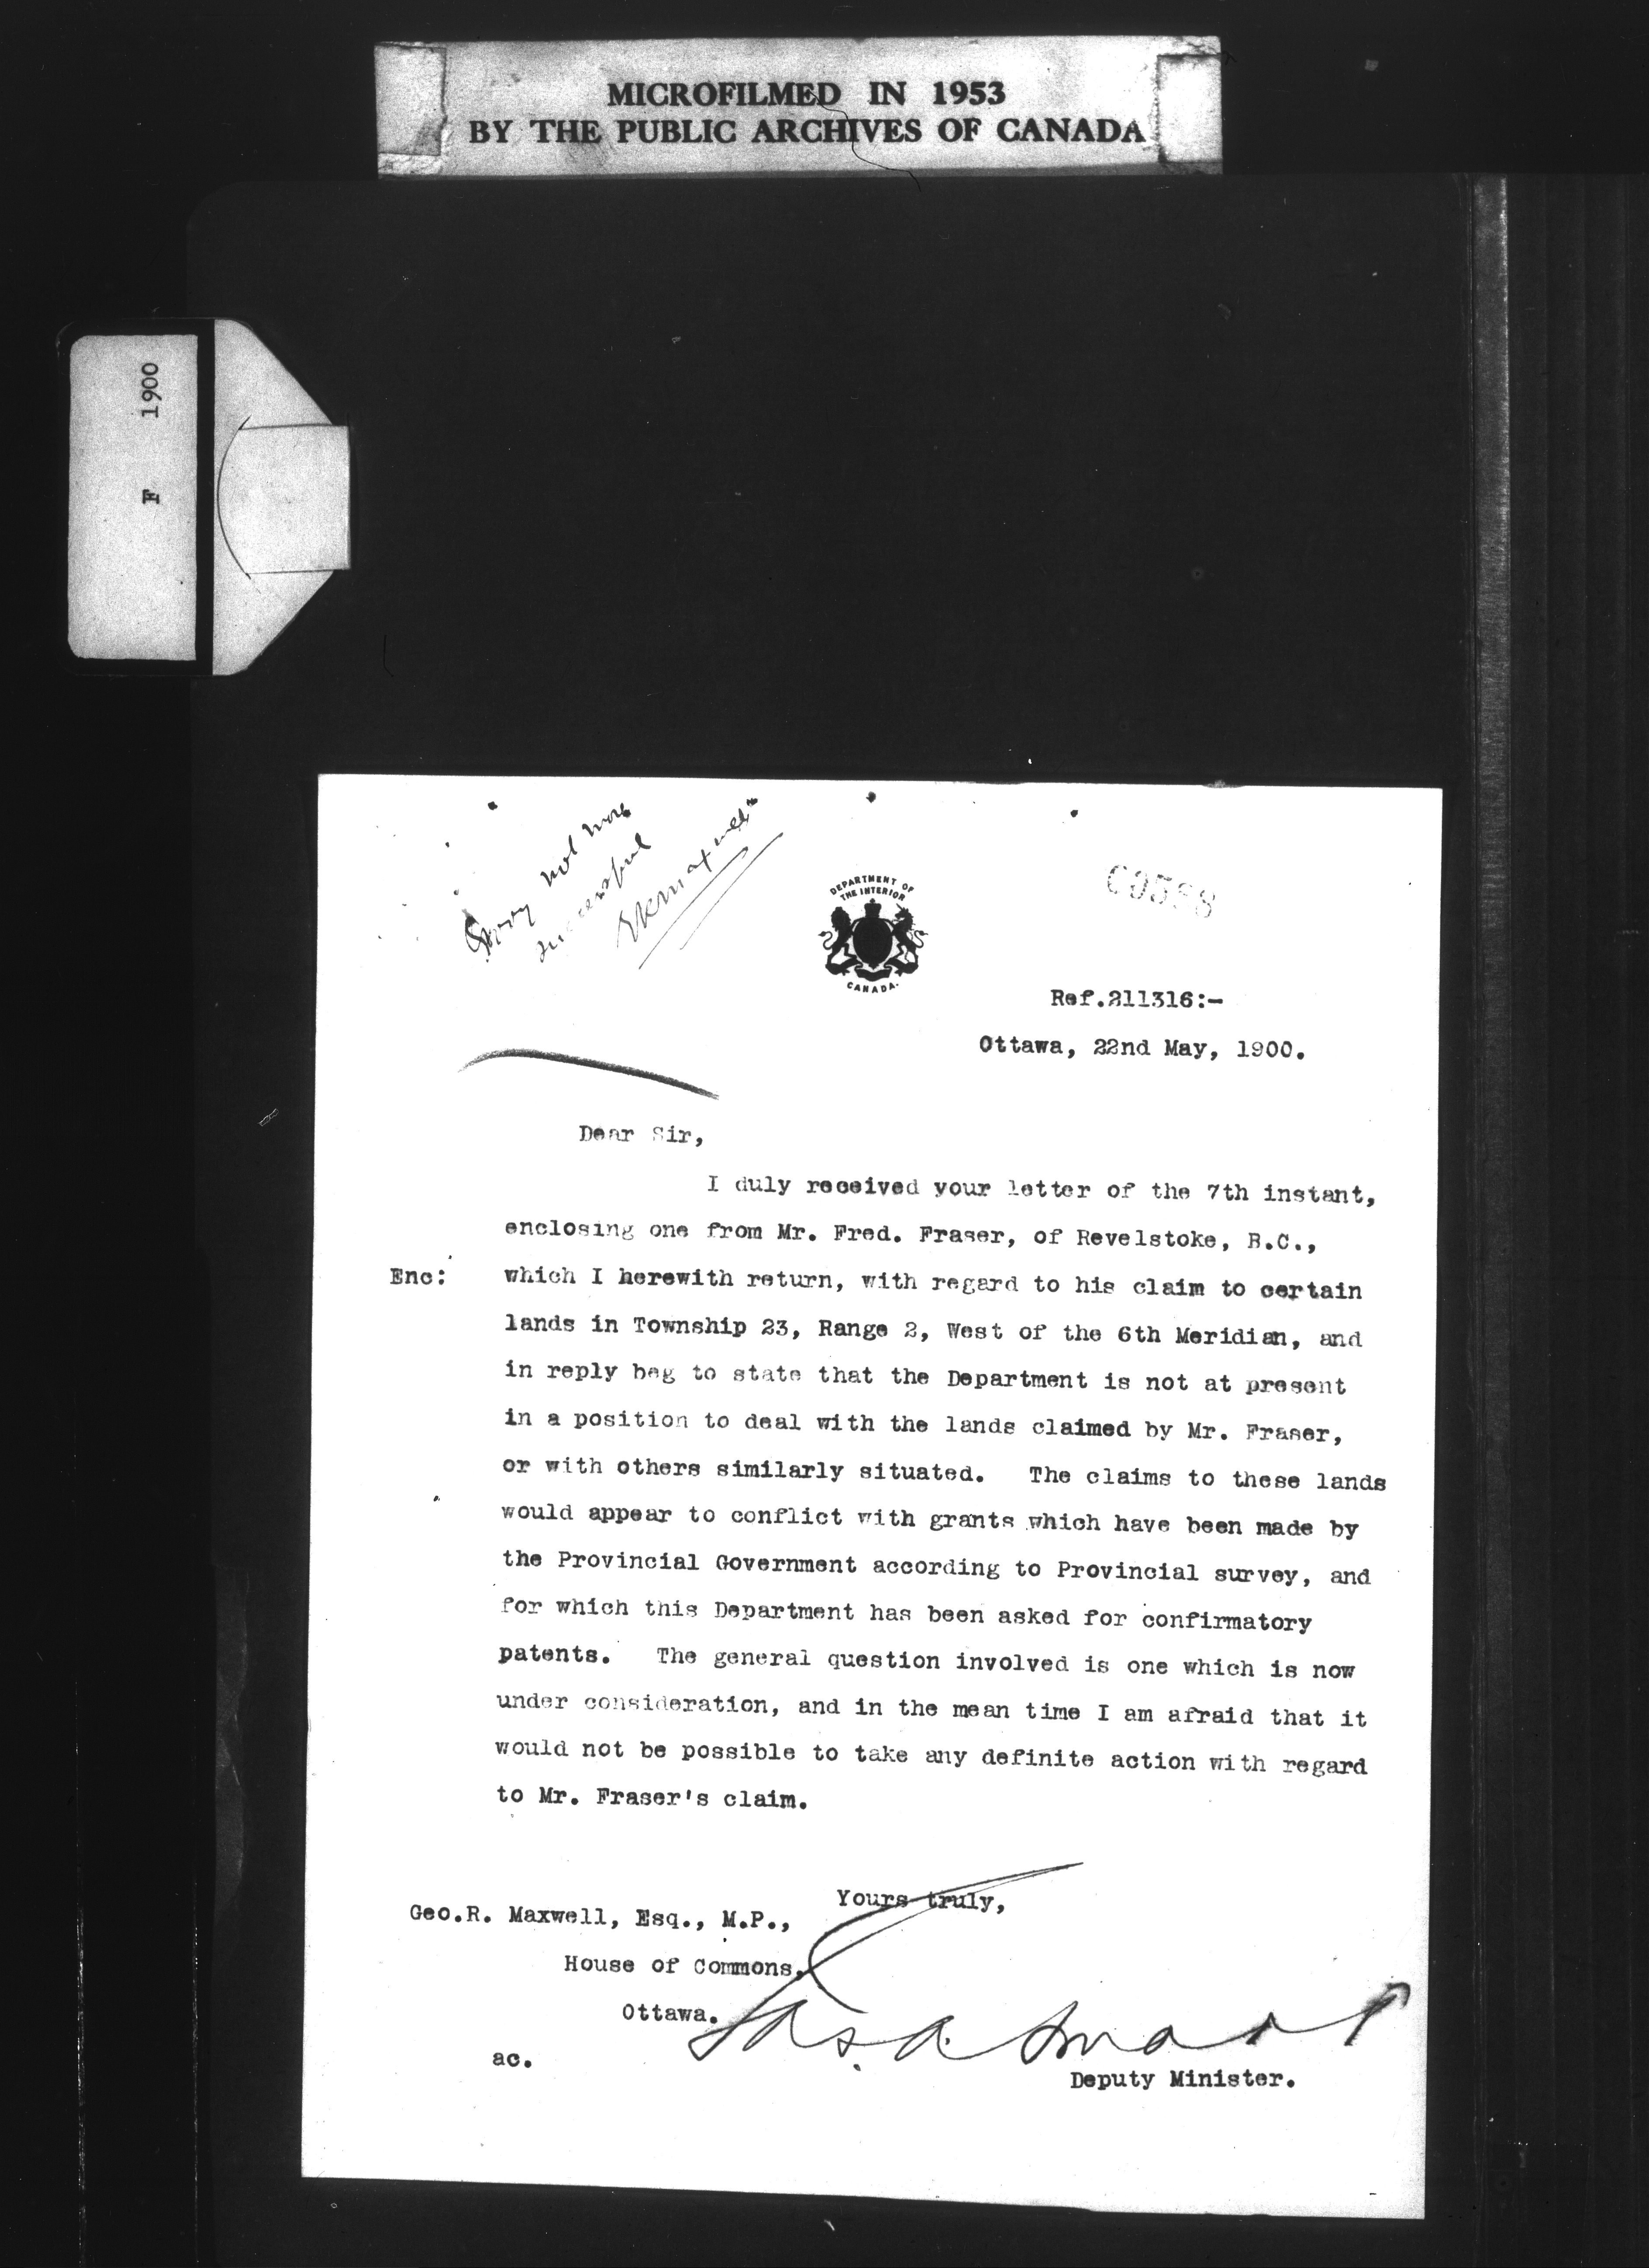 MICROFILMED IN 1953
BY THE PUBLIC ARCHIVES OF CANADA
F 1900
Sorry not more
successful
GRMaxwell
DEPARTMENT OF
THE INTERIOR
CANADA.
Ref.211316:-
Ottawa, 22nd May, 1900.
Dear Sir,
I duly received your letter of the 7th instant,
enclosing one from Mr. Fred. Fraser, of Revelstoke, B.C.,
Enc: which I herewith return, with regard to his claim to certain
lands in Township 23, Range 2, West of the 6th Meridian, and
in reply beg to state that the Department is not at present
in a position to deal with the lands claimed by Mr. Fraser,
or with others similarly situated. The claims to these lands
would appear to conflict with grants which have been made by
the Provincial Government according to Provincial survey, and
for which this Department has been asked for confirmatory
patents. The general question involved is one which is now
under consideration, and in the mean time I am afraid that it
would not be possible to take any definite action with regard
to Mr. Fraser's claim.
Yours truly,
Geo.R. Maxwell, Esq., M.P.,
House of Commons,
Ottawa.
Jas. A. Smart
ac.
Deputy Minister.